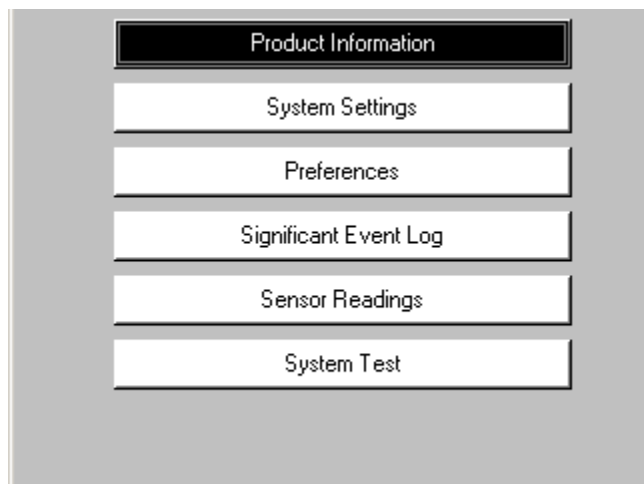 Product Information
System Settings
Preferences
Significant Event Log
Sensor Readings
System Test